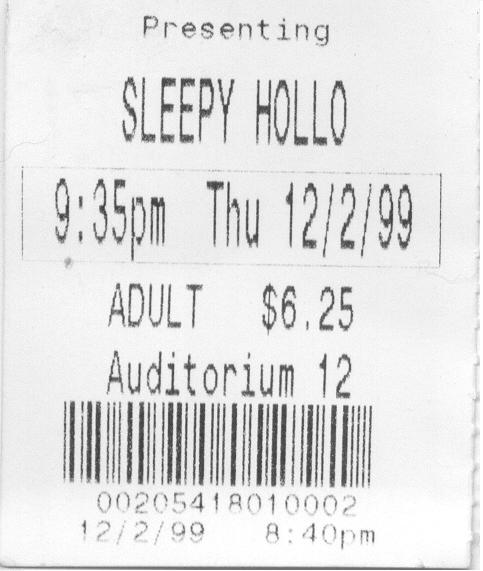 Presenting
SLEEPY HOLLO
9:35pm Thu 12/2/99
ADULT $6.25
Auditorium 12
00205418010002
12/2/99 8:40pm